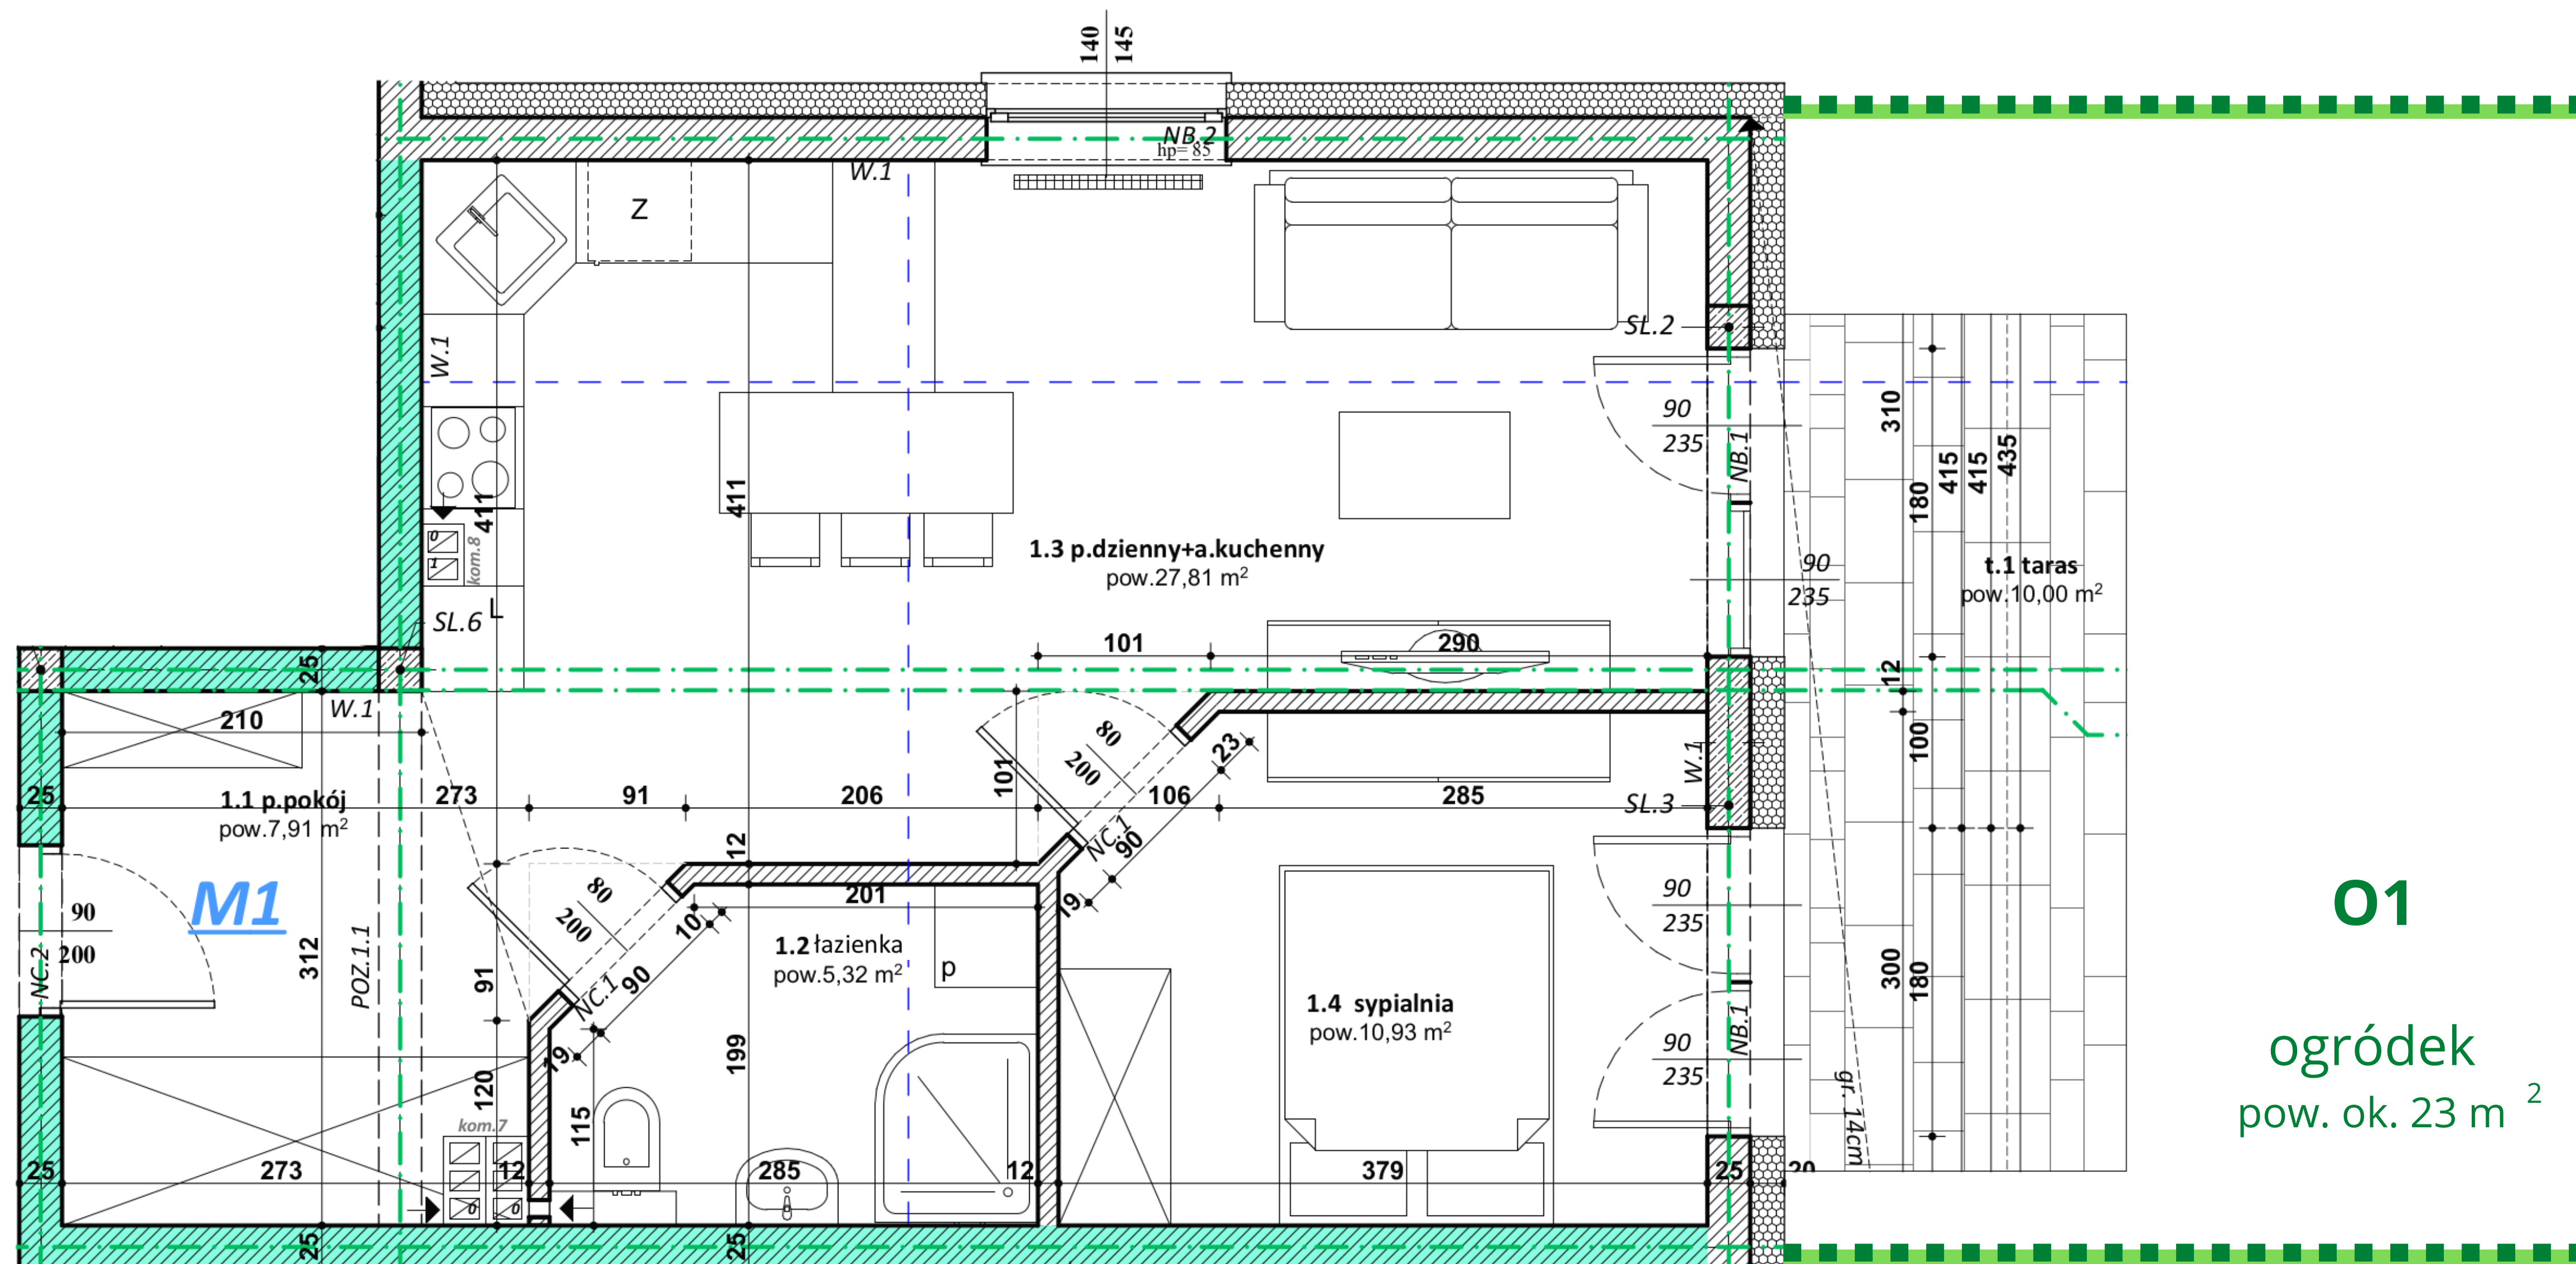 140
145
NB.2
hp= 85
W.1
Z
SL.2
W.1
90
235
NB.1
310
180
415
415
435
411
411
0
1
kom.8
1.3 p.dzienny+a.kuchenny
pow.27,81 m²
90
235
t.1 taras
pow.10,00 m²
SL.6
L
25
101
290
12
W.1
210
80
200
101
23
W.1
100
25
1.1 p.pokój
pow.7,91 m²
273
91
206
106
285
SL.3
12
NC.1
90
19
M1
90
200
NC.2
312
POZ.1.1
91
80
200
10
201
1.2 łazienka
pow.5,32 m²
p
90
235
300
180
O1
NC.1
90
19
1.4 sypialnia
pow.10,93 m²
90
235
NB.1
ogródek
pow. ok. 23 m²
120
115
199
gr. 14cm
kom.7
25
273
12
285
12
379
25
20
0
0
25
25